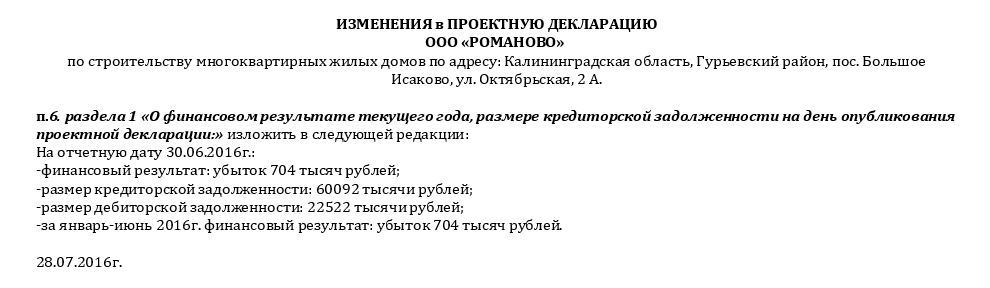 ИЗМЕНЕНИЯ в ПРОЕКТНУЮ ДЕКЛАРАЦИЮ
ООО «РОМАНОВО»
по строительству многоквартирных жилых домов по адресу: Калининградская область, Гурьевский район, пос. Большое
Исаково, ул. Октябрьская, 2 А.
п.6. раздела 1 «О финансовом результате текущего года, размере кредиторской задолженности на день опубликования
проектной декларации:» изложить в следующей редакции:
На отчетную дату 30.06.2016г.:
-финансовый результат: убыток 704 тысяч рублей;
-размер кредиторской задолженности: 60092 тысячи рублей;
-размер дебиторской задолженности: 22522 тысячи рублей;
-за январь-июнь 2016г. финансовый результат: убыток 704 тысяч рублей.
28.07.2016г.